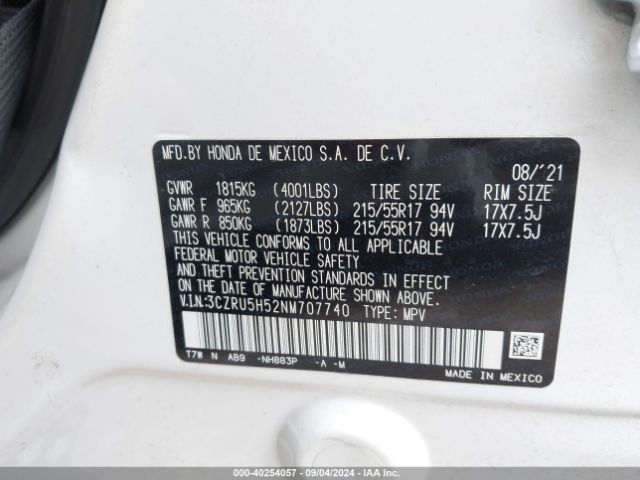 MFD.BY HONDA DE MEXICO S.A. DE C.V.
08/'21
GVWR 1815KG (4001LBS) TIRE SIZE RIM SIZE
GAWR F 965KG (2127LBS) 215/55R17 94V 17X7.5J
GAWR R 850KG (1873LBS) 215/55R17 94V 17X7.5J
THIS VEHICLE CONFORMS TO ALL APPLICABLE
FEDERAL MOTOR VEHICLE SAFETY
AND THEFT PREVENTION STANDARDS IN EFFECT
ON THE DATE OF MANUFACTURE SHOWN ABOVE.
V.I.N:3CZRU5H52NM707740 TYPE: MPV
T7W N AB9 -NH883P -A -M
MADE IN MEXICO
000-40254057 - 09/04/2024 - IAAI.COM